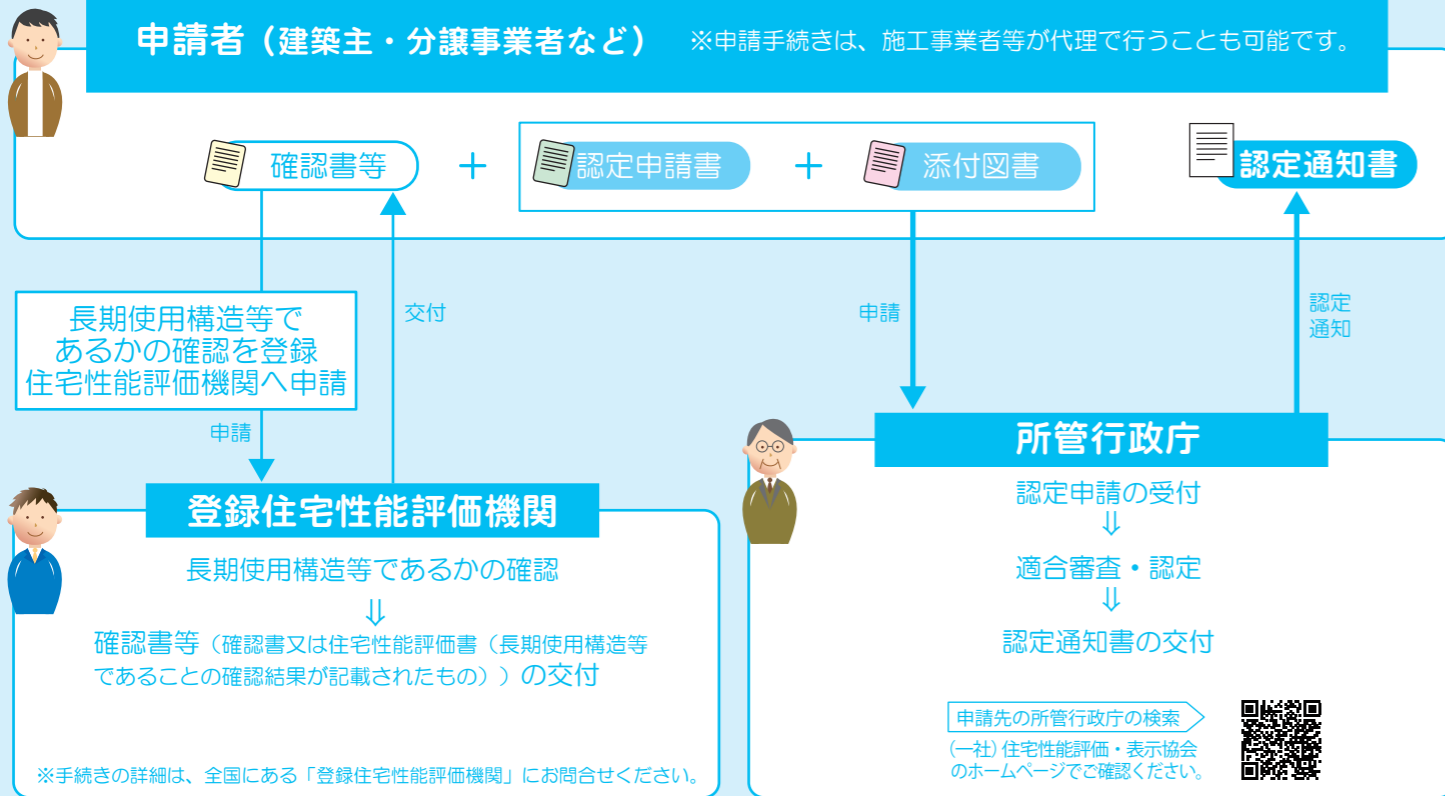 申請者（建築主・分譲事業者など） ※申請手続きは、施工事業者等が代理で行うことも可能です。
確認書等 ＋ 認定申請書 ＋ 添付図書
認定通知書
長期使用構造等で
あるかの確認を登録
住宅性能評価機関へ申請
申請
交付
申請
認定
通知
登録住宅性能評価機関
長期使用構造等であるかの確認
⇓
確認書等（確認書又は住宅性能評価書（長期使用構造等
であることの確認結果が記載されたもの））の交付
※手続きの詳細は、全国にある「登録住宅性能評価機関」にお問合せください。
所管行政庁
認定申請の受付
⇓
適合審査・認定
⇓
認定通知書の交付
申請先の所管行政庁の検索
（一社）住宅性能評価・表示協会
のホームページでご確認ください。